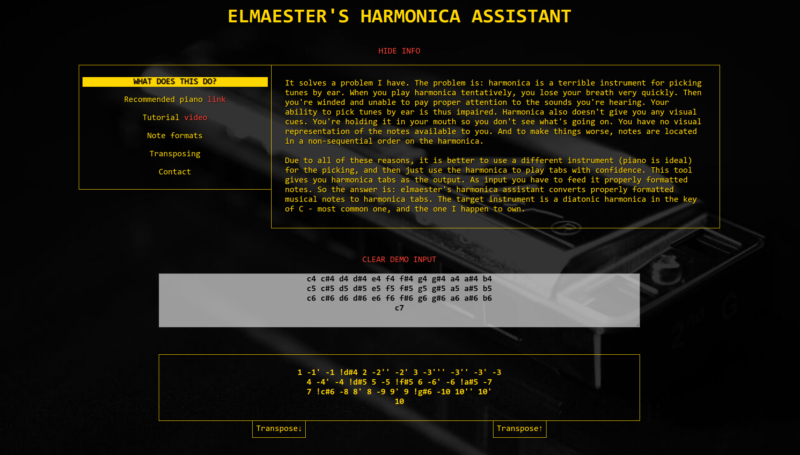 ELMAESTER'S HARMONICA ASSISTANT
HIDE INFO
WHAT DOES THIS DO?
Recommended piano link
Tutorial video
Note formats
Transposing
Contact
It solves a problem I have. The problem is: harmonica is a terrible instrument for picking
tunes by ear. When you play harmonica tentatively, you lose your breath very quickly. Then
you're winded and unable to pay proper attention to the sounds you're hearing. Your
ability to pick tunes by ear is thus impaired. Harmonica also doesn't give you any visual
cues. You're holding it in your mouth so you don't see what's going on. You have no visual
representation of the notes available to you. And to make things worse, notes are located
in a non-sequential order on the harmonica.
Due to all of these reasons, it is better to use a different instrument (piano is ideal)
for the picking, and then just use the harmonica to play tabs with confidence. This tool
gives you harmonica tabs as the output. As input you have to feed it properly formatted
notes. So the answer is: elmaester's harmonica assistant converts properly formatted
musical notes to harmonica tabs. The target instrument is a diatonic harmonica in the key
of C - most common one, and the one I happen to own.
CLEAR DEMO INPUT
c4 c#4 d4 d#4 e4 f4 f#4 g4 g#4 a4 a#4 b4
c5 c#5 d5 d#5 e5 f5 f#5 g5 g#5 a5 a#5 b5
c6 c#6 d6 d#6 e6 f6 f#6 g6 g#6 a6 a#6 b6
c7
1 -1' -1 !d#4 2 -2'' -2' 3 -3''' -3'' -3' -3
4 -4' -4 !d#5 5 -5 !f#5 6 -6' -6 !a#5 -7
7 !c#6 -8 8' 8 -9 9' 9 !g#6 -10 10'' 10'
10
Transpose↓
Transpose↑